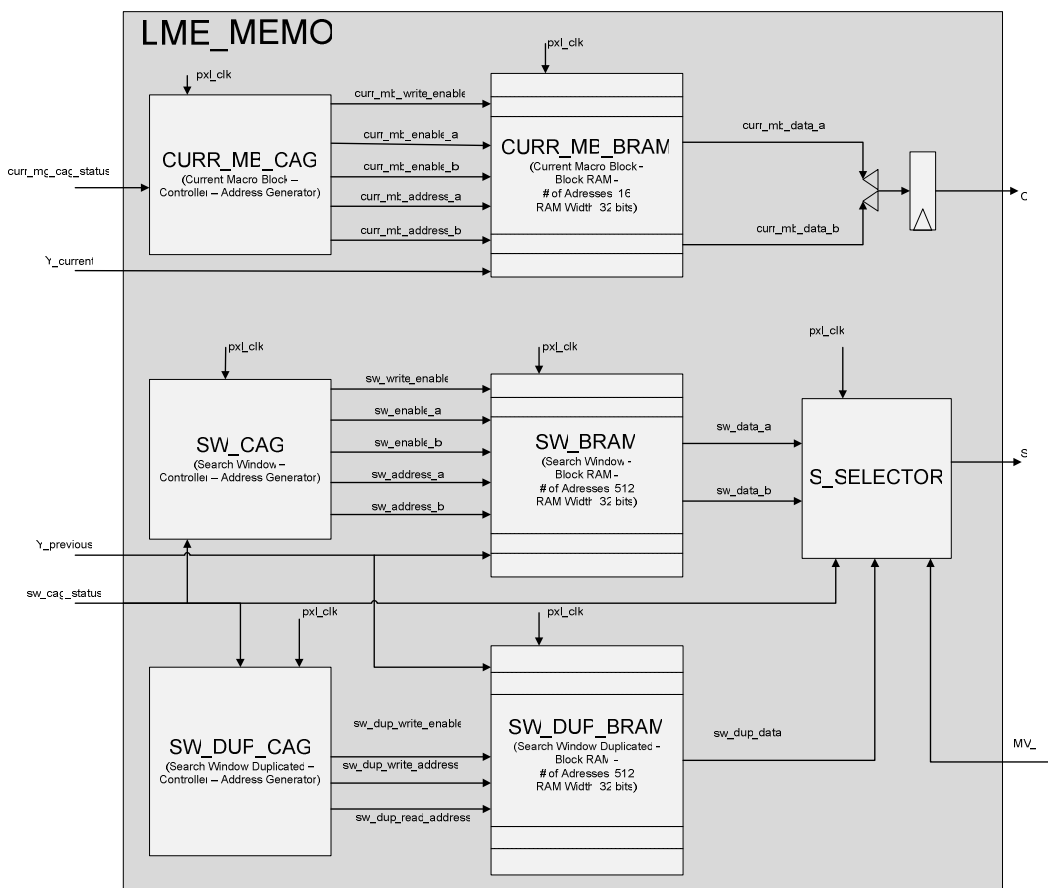 LME_MEMO
pxl_clk
pxl_clk
curr_mb_write_enable
curr_mb_enable_a
curr_mb_enable_b
curr_mb_address_a
curr_mb_address_b
CURR_MB_CAG
(Current Macro Block –
Controller – Address Generator)
CURR_MB_BRAM
(Current Macro Block -
Block RAM -
# of Adresses 16
RAM Width 32 bits)
curr_mb_data_a
curr_mb_data_b
curr_mg_cag_status
C
Y_current
pxl_clk
pxl_clk
pxl_clk
sw_write_enable
sw_enable_a
sw_enable_b
sw_address_a
sw_address_b
SW_CAG
(Search Window –
Controller – Address Generator)
SW_BRAM
(Search Window -
Block RAM -
# of Adresses 512
RAM Width 32 bits)
sw_data_a
sw_data_b
S_SELECTOR
S
Y_previous
sw_cag_status
pxl_clk
pxl_clk
SW_DUP_CAG
(Search Window Duplicated –
Controller – Address Generator)
sw_dup_write_enable
sw_dup_write_address
sw_dup_read_address
SW_DUP_BRAM
(Search Window Duplicated -
Block RAM -
# of Adresses 512
RAM Width 32 bits)
sw_dup_data
MV_